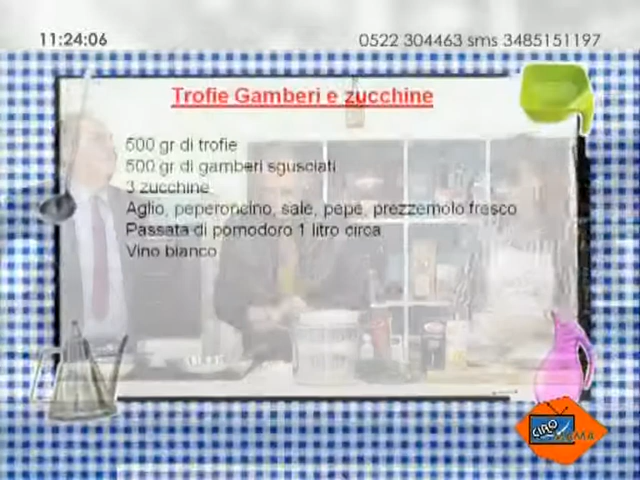 11:24:06
0522 304463 sms 3485151197
Trofie Gamberi e zucchine
500 gr di trofie
500 gr di gamberi sgusciati
3 zucchine
Aglio, peperoncino, sale, pepe, prezzemolo fresco
Passata di pomodoro 1 litro circa
Vino bianco
CIRO